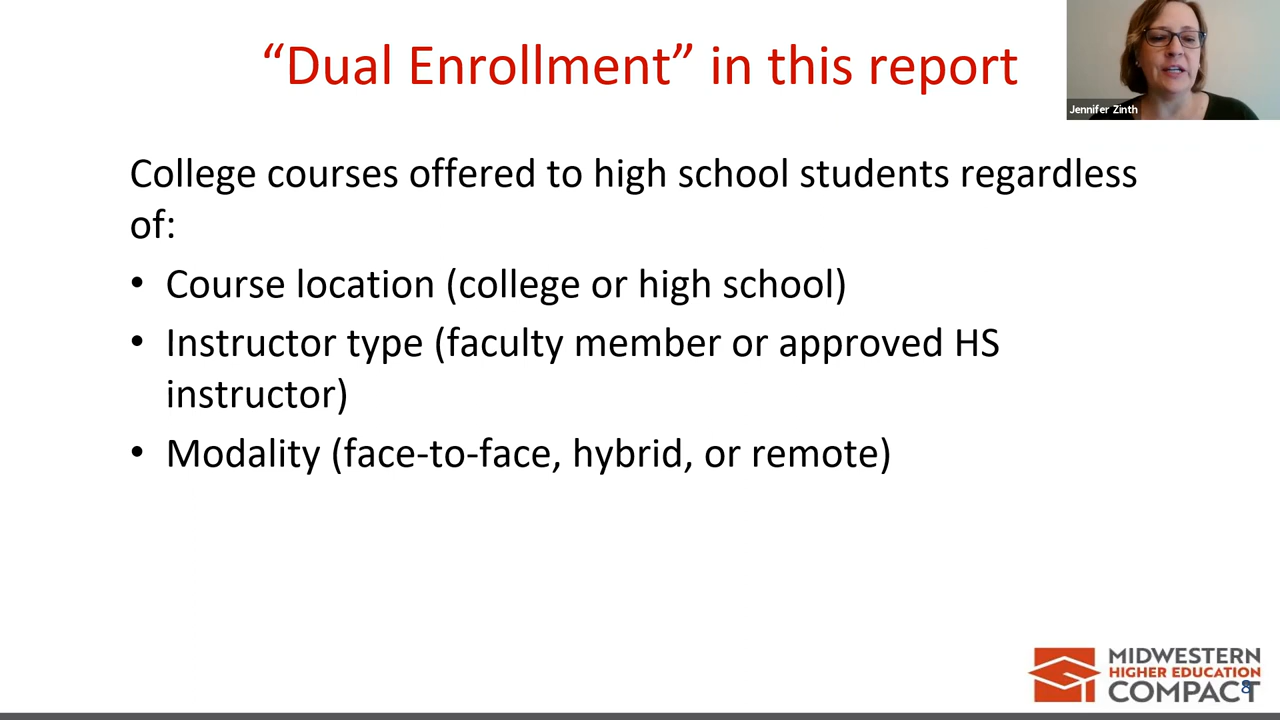 “Dual Enrollment” in this report
Jennifer Zinth
College courses offered to high school students regardless
of:
• Course location (college or high school)
• Instructor type (faculty member or approved HS
instructor)
• Modality (face-to-face, hybrid, or remote)
MIDWESTERN
HIGHER EDUCATION
COMPACT
8